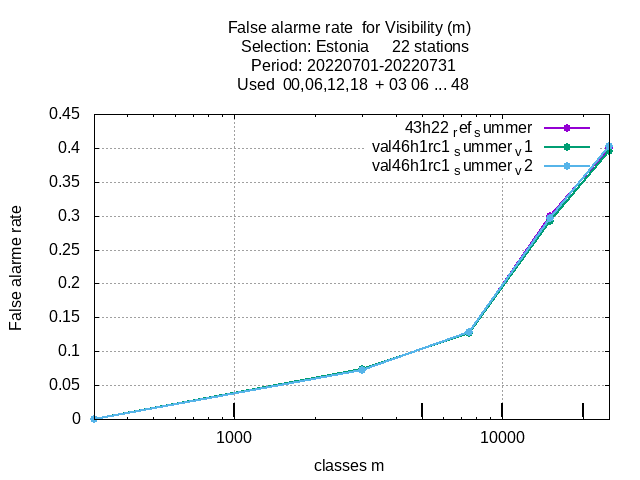 False alarme rate  for Visibility (m)
Selection: Estonia     22 stations
Period: 20220701-20220731
Used  00,06,12,18  + 03 06 ... 48
43h22 ref summer
val46h1rc1 summer v1
val46h1rc1 summer v2
0.45
0.4
0.35
0.3
0.25
0.2
0.15
0.1
0.05
0
False alarme rate
1000
10000
classes m